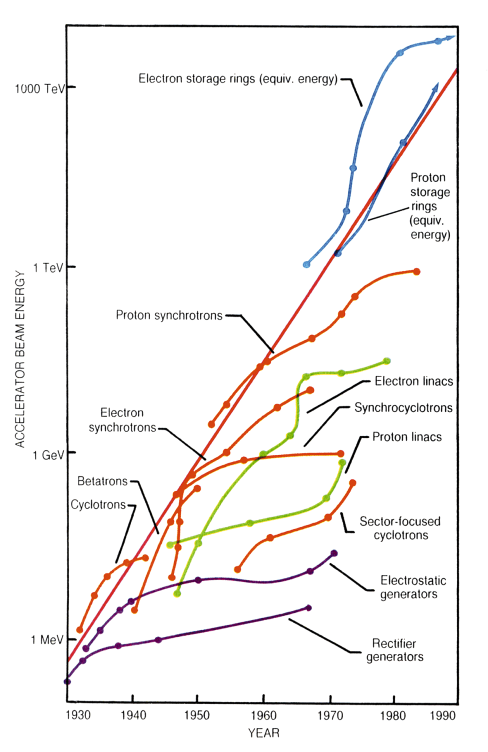 1000 TeV
Electron storage rings (equiv. energy)
Proton
storage
rings
(equiv.
energy)
1 TeV
ACCELERATOR BEAM ENERGY
Proton synchrotrons
Electron linacs
Synchrocyclotrons
Electron
synchrotrons
Proton linacs
1 GeV
Betatrons
Cyclotrons
Sector-focused
cyclotrons
Electrostatic
generators
1 MeV
Rectifier
generators
1930 1940 1950 1960 1970 1980 1990
YEAR